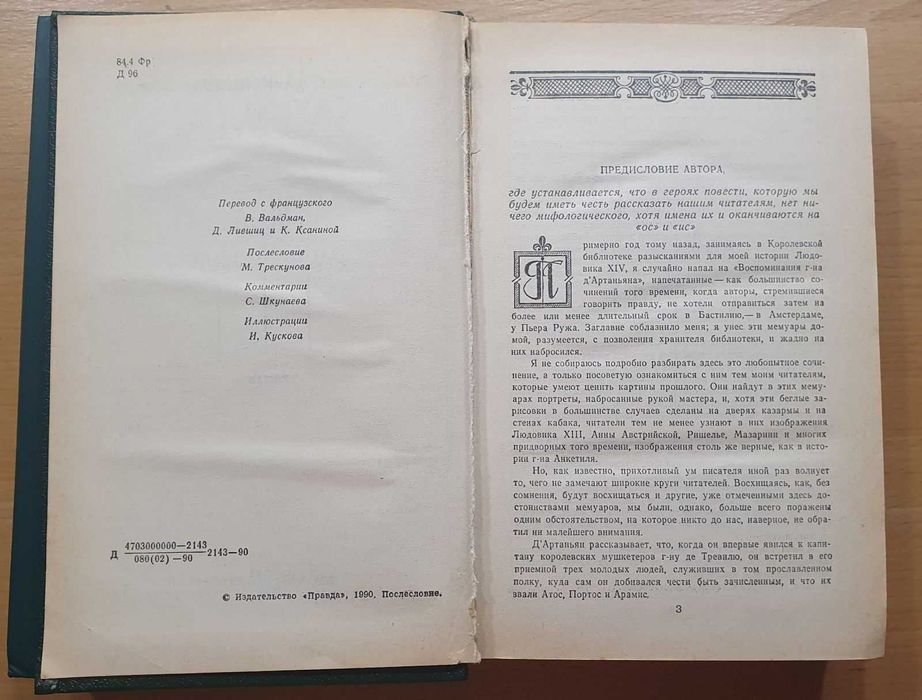 84.4 Фр
Д 96
Перевод с французского
В. Вальдман,
Д. Лившиц и К. Ксаниной
Послесловие
М. Трескунова
Комментарии
С. Шкунаева
Иллюстрации
И. Кускова
Д 4703000000—2143
080(02)—90
2143—90
© Издательство «Правда», 1990. Послесловие.
ПРЕДИСЛОВИЕ АВТОРА,
где устанавливается, что в героях повести, которую мы
будем иметь честь рассказать нашим читателям, нет ни-
чего мифологического, хотя имена их и оканчиваются на
«ос» и «ис»
Примерно год тому назад, занимаясь в Королевской
библиотеке разысканиями для моей истории Людо-
вика XIV, я случайно напал на «Воспоминания г-на
д'Артаньяна», напечатанные — как большинство со-
чинений того времени, когда авторы, стремившиеся
говорить правду, не хотели отправиться затем на
более или менее длительный срок в Бастилию,— в Амстердаме,
у Пьера Ружа. Заглавие соблазнило меня; я унес эти мемуары до-
мой, разумеется, с позволения хранителя библиотеки, и жадно на
них набросился.
Я не собираюсь подробно разбирать здесь это любопытное сочи-
нение, а только посоветую ознакомиться с ним тем моим читателям,
которые умеют ценить картины прошлого. Они найдут в этих мему-
арах портреты, набросанные рукой мастера, и, хотя эти беглые за-
рисовки в большинстве случаев сделаны на дверях казармы и на
стенах кабака, читатели тем не менее узнают в них изображения
Людовика XIII, Анны Австрийской, Ришелье, Мазарини и многих
придворных того времени, изображения столь же верные, как в исто-
рии г-на Анкетиля.
Но, как известно, прихотливый ум писателя иной раз волнует
то, чего не замечают широкие круги читателей. Восхищаясь, как, без
сомнения, будут восхищаться и другие, уже отмеченными здесь до-
стоинствами мемуаров, мы были, однако, больше всего поражены
одним обстоятельством, на которое никто до нас, наверное, не обра-
тил ни малейшего внимания.
Д'Артаньян рассказывает, что, когда он впервые явился к капи-
тану королевских мушкетеров г-ну де Тревилю, он встретил в его
приемной трех молодых людей, служивших в том прославленном
полку, куда сам он добивался чести быть зачисленным, и что их
звали Атос, Портос и Арамис.
3